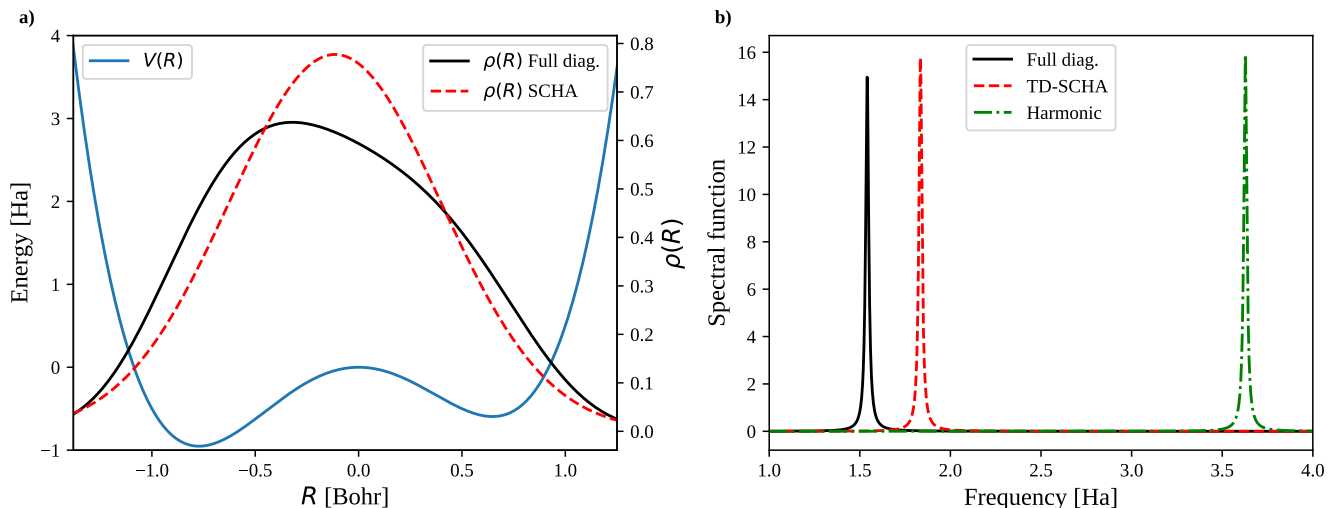 a)
V(R)
ρ(R) Full diag.
ρ(R) SCHA
Energy [Ha]
4
3
2
1
0
−1
−1.0
−0.5
0.0
0.5
1.0
R [Bohr]
0.8
0.7
0.6
0.5
0.4
0.3
0.2
0.1
0.0
ρ(R)
b)
Full diag.
TD-SCHA
Harmonic
Spectral function
16
14
12
10
8
6
4
2
0
1.0
1.5
2.0
2.5
3.0
3.5
4.0
Frequency [Ha]